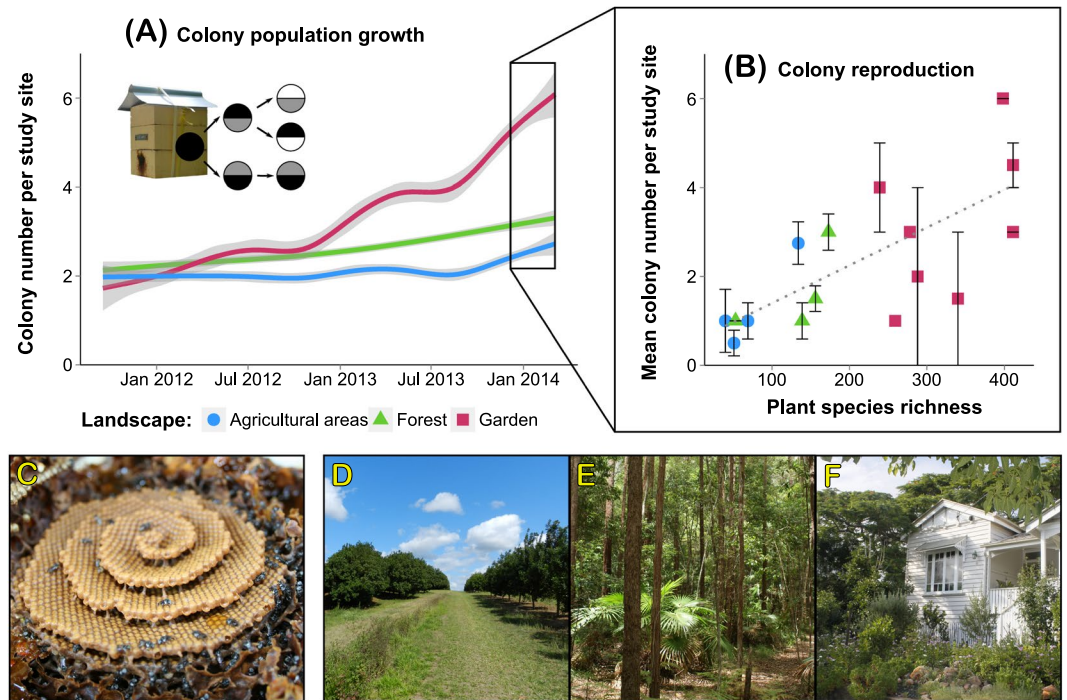 (A) Colony population growth
Colony number per study site
6
4
2
0
Jan 2012 Jul 2012 Jan 2013 Jul 2013 Jan 2014
Landscape: Agricultural areas Forest Garden
(B) Colony reproduction
Mean colony number per study site
6
4
2
0
100 200 300 400
Plant species richness
C
D
E
F